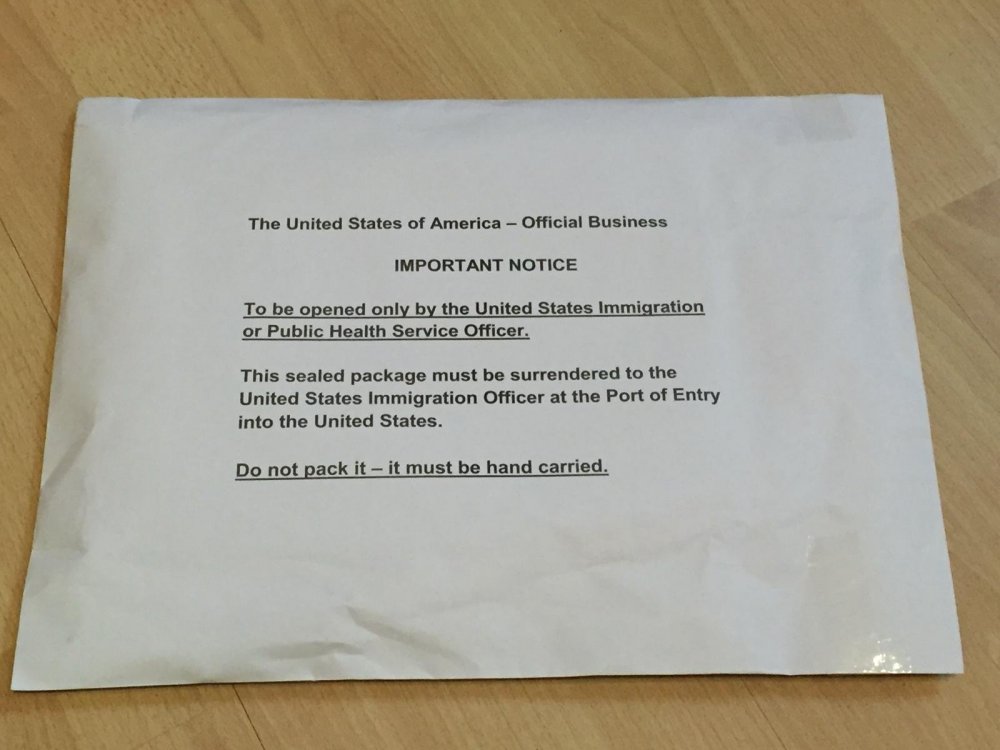 The United States of America – Official Business
IMPORTANT NOTICE
To be opened only by the United States Immigration
or Public Health Service Officer.
This sealed package must be surrendered to the
United States Immigration Officer at the Port of Entry
into the United States.
Do not pack it – it must be hand carried.